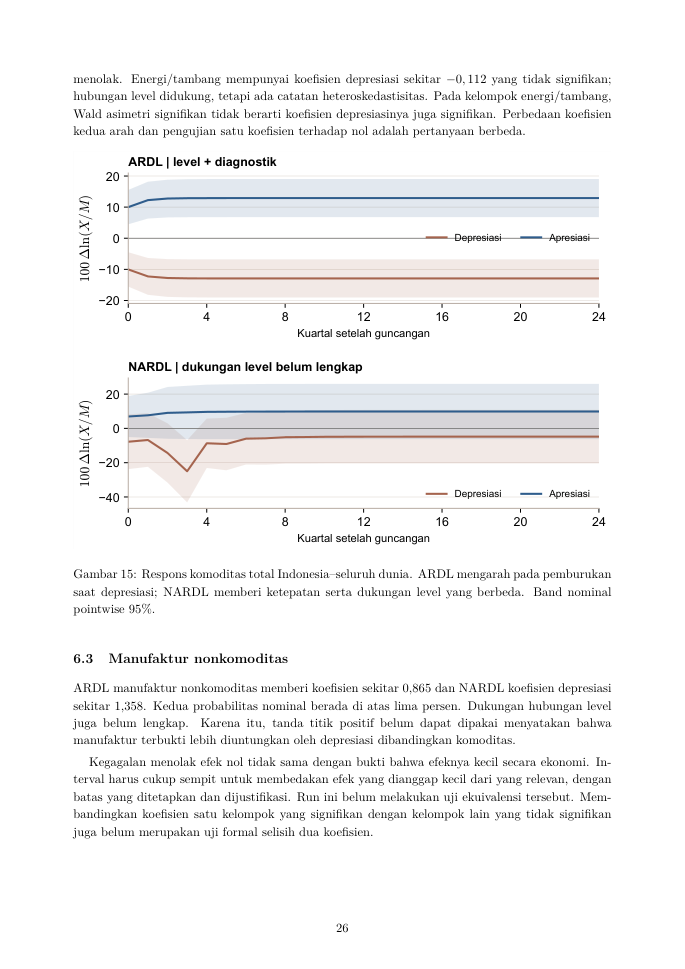 menolak. Energi/tambang mempunyai koefisien depresiasi sekitar −0, 112 yang tidak signifikan;
hubungan level didukung, tetapi ada catatan heteroskedastisitas. Pada kelompok energi/tambang,
Wald asimetri signifikan tidak berarti koefisien depresiasinya juga signifikan. Perbedaan koefisien
kedua arah dan pengujian satu koefisien terhadap nol adalah pertanyaan berbeda.
ARDL | level + diagnostik
20
10
0
−10
−20
100 Δln(X/M)
Depresiasi
Apresiasi
0 4 8 12 16 20 24
Kuartal setelah guncangan
NARDL | dukungan level belum lengkap
20
0
−20
−40
100 Δln(X/M)
Depresiasi
Apresiasi
0 4 8 12 16 20 24
Kuartal setelah guncangan
Gambar 15: Respons komoditas total Indonesia–seluruh dunia. ARDL mengarah pada pemburukan
saat depresiasi; NARDL memberi ketepatan serta dukungan level yang berbeda. Band nominal
pointwise 95%.
6.3 Manufaktur nonkomoditas
ARDL manufaktur nonkomoditas memberi koefisien sekitar 0,865 dan NARDL koefisien depresiasi
sekitar 1,358. Kedua probabilitas nominal berada di atas lima persen. Dukungan hubungan level
juga belum lengkap. Karena itu, tanda titik positif belum dapat dipakai menyatakan bahwa
manufaktur terbukti lebih diuntungkan oleh depresiasi dibandingkan komoditas.
Kegagalan menolak efek nol tidak sama dengan bukti bahwa efeknya kecil secara ekonomi. In-
terval harus cukup sempit untuk membedakan efek yang dianggap kecil dari yang relevan, dengan
batas yang ditetapkan dan dijustifikasi. Run ini belum melakukan uji ekuivalensi tersebut. Mem-
bandingkan koefisien satu kelompok yang signifikan dengan kelompok lain yang tidak signifikan
juga belum merupakan uji formal selisih dua koefisien.
26